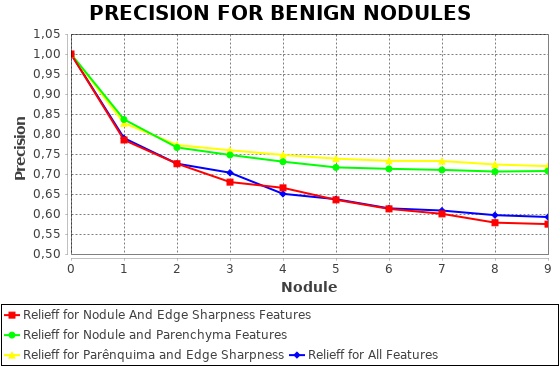 PRECISION FOR BENIGN NODULES
1,05
1,00
0,95
0,90
0,85
0,80
0,75
0,70
0,65
0,60
0,55
0,50
Precision
0 1 2 3 4 5 6 7 8 9
Nodule
Relieff for Nodule And Edge Sharpness Features
Relieff for Nodule and Parenchyma Features
Relieff for Parênquima and Edge Sharpness Relieff for All Features